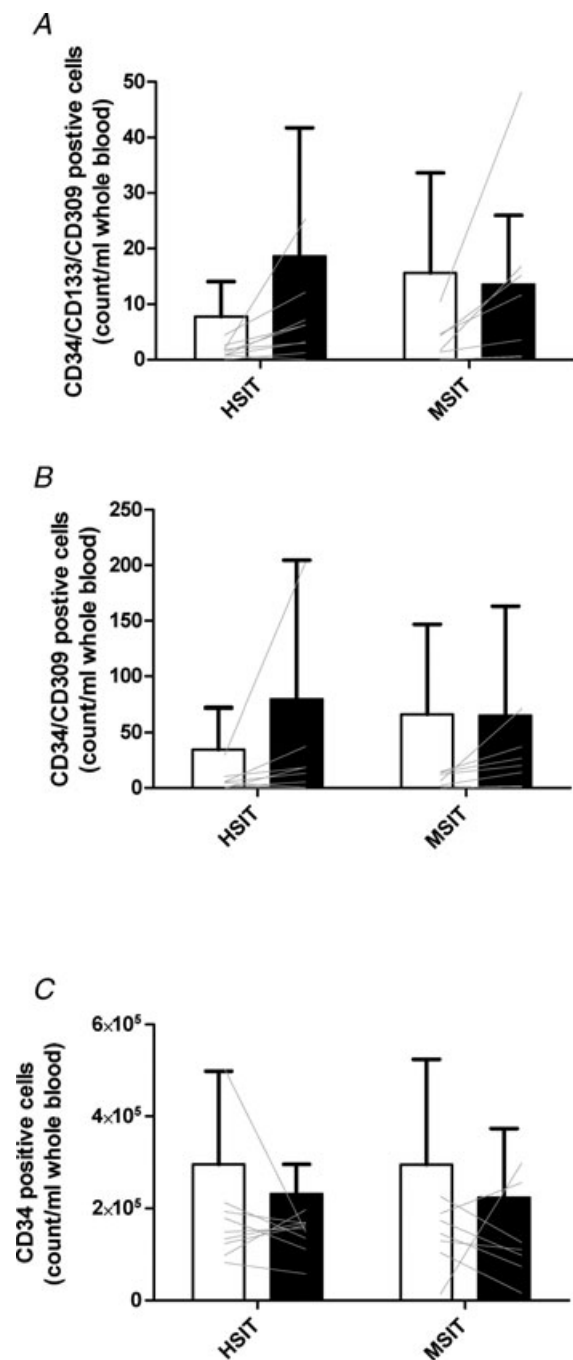 A
CD34/CD133/CD309 postive cells
(count/ml whole blood)
50
40
30
20
10
0
HSIT
MSIT
B
CD34/CD309 postive cells
(count/ml whole blood)
250
200
150
100
50
0
HSIT
MSIT
C
CD34 positive cells
(count/ml whole blood)
6×10⁵
4×10⁵
2×10⁵
0
HSIT
MSIT